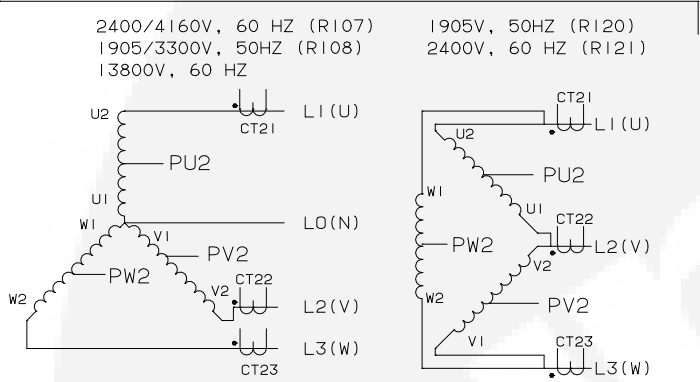 2400/4160V, 60 HZ (R107)
1905/3300V, 50HZ (R108)
13800V, 60 HZ
1905V, 50HZ (R120)
2400V, 60 HZ (R121)
U2
CT21
L1(U)
PU2
U1
W1
V1
L0(N)
PV2
PW2
W2
V2
CT22
L2(V)
L3(W)
CT23
CT21
L1(U)
U2
PU2
W1
U1
CT22
PW2
L2(V)
V2
W2
PV2
V1
CT23
L3(W)